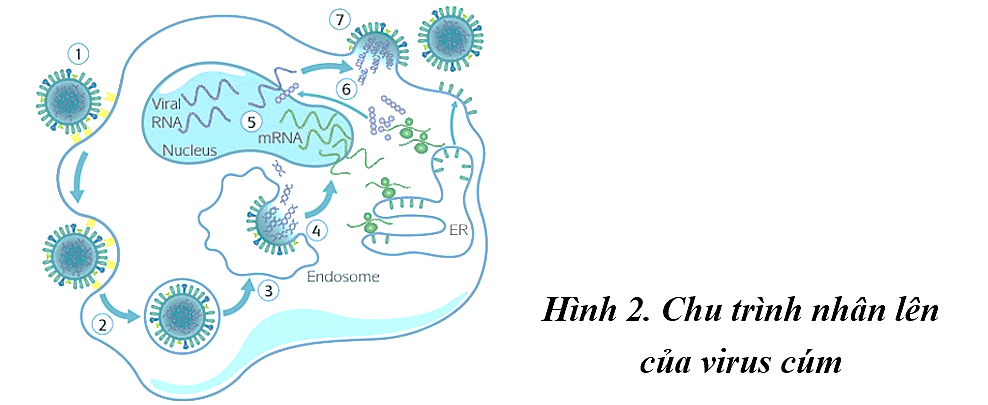 1
7
6
Viral
RNA
5
mRNA
Nucleus
4
ER
Endosome
3
2
Hình 2. Chu trình nhân lên
của virus cúm